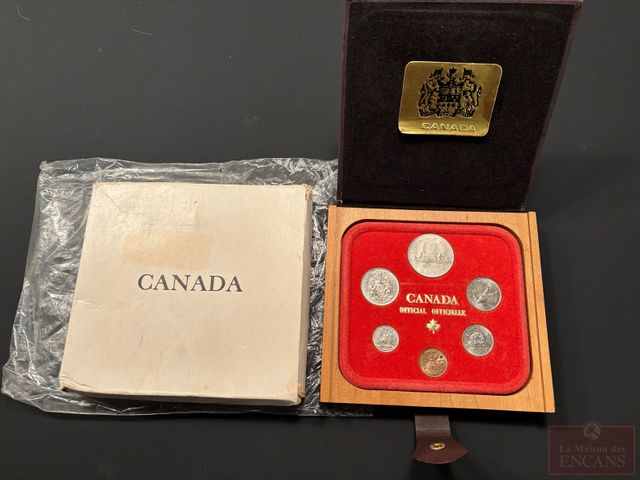 CANADA
CANADA
CANADA
OFFICIAL OFFICIELLE
La Maison des
ENCANS